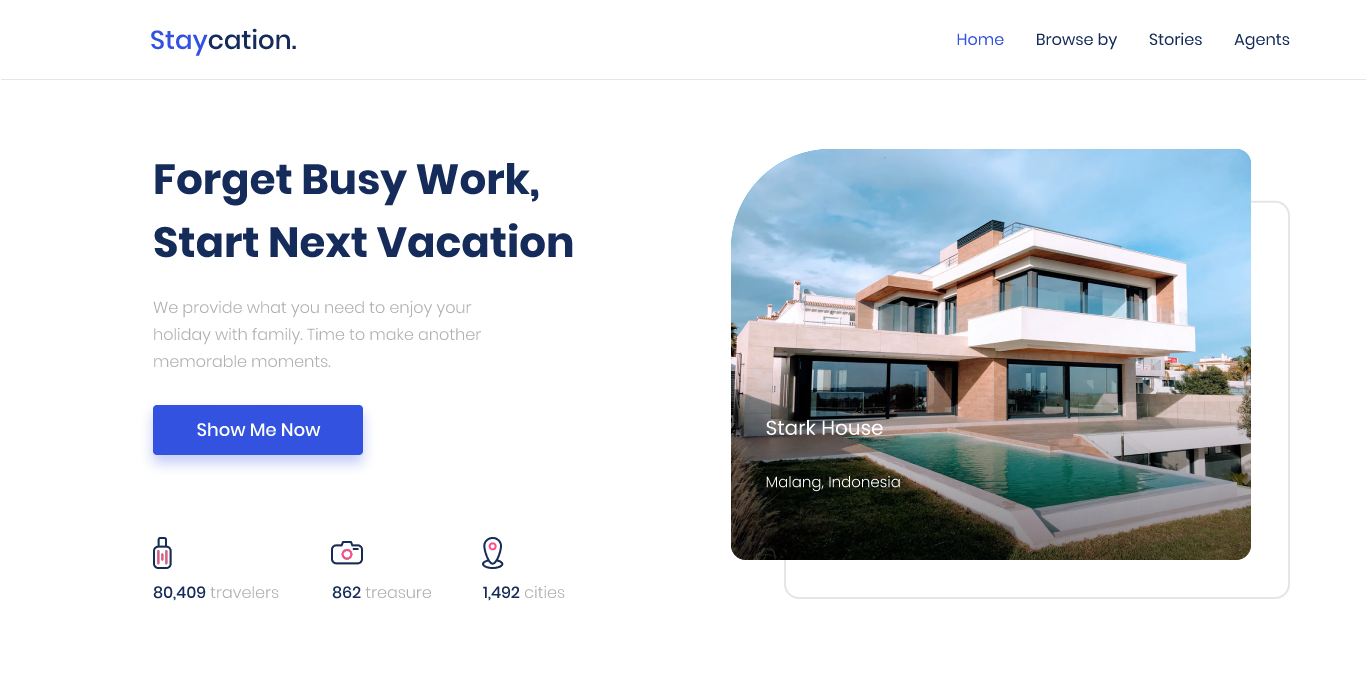 Staycation.
Home Browse by Stories Agents
Forget Busy Work,
Start Next Vacation
We provide what you need to enjoy your
holiday with family. Time to make another
memorable moments.
Show Me Now
80,409 travelers
862 treasure
1,492 cities
Stark House
Malang, Indonesia